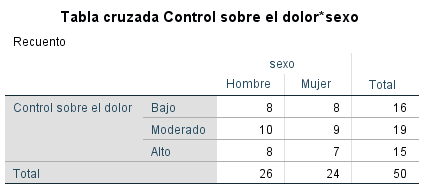 Tabla cruzada Control sobre el dolor*sexo
Recuento
sexo
Hombre Mujer Total
Control sobre el dolor Bajo 8 8 16
Moderado 10 9 19
Alto 8 7 15
Total 26 24 50